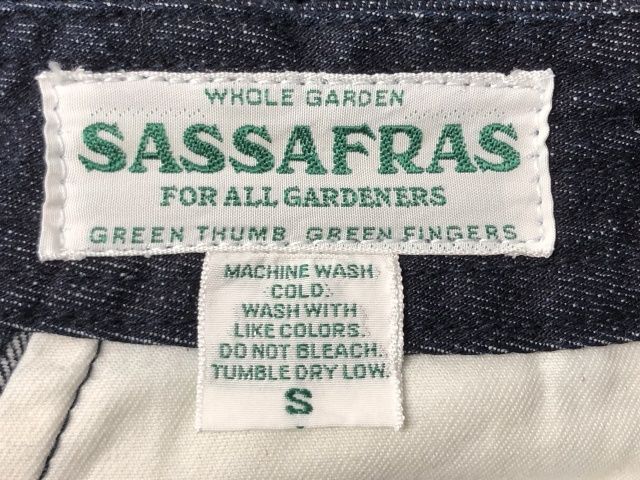 WHOLE GARDEN
SASSAFRAS
FOR ALL GARDENERS
GREEN THUMB GREEN FINGERS
MACHINE WASH
COLD.
WASH WITH
LIKE COLORS.
DO NOT BLEACH.
TUMBLE DRY LOW.
S